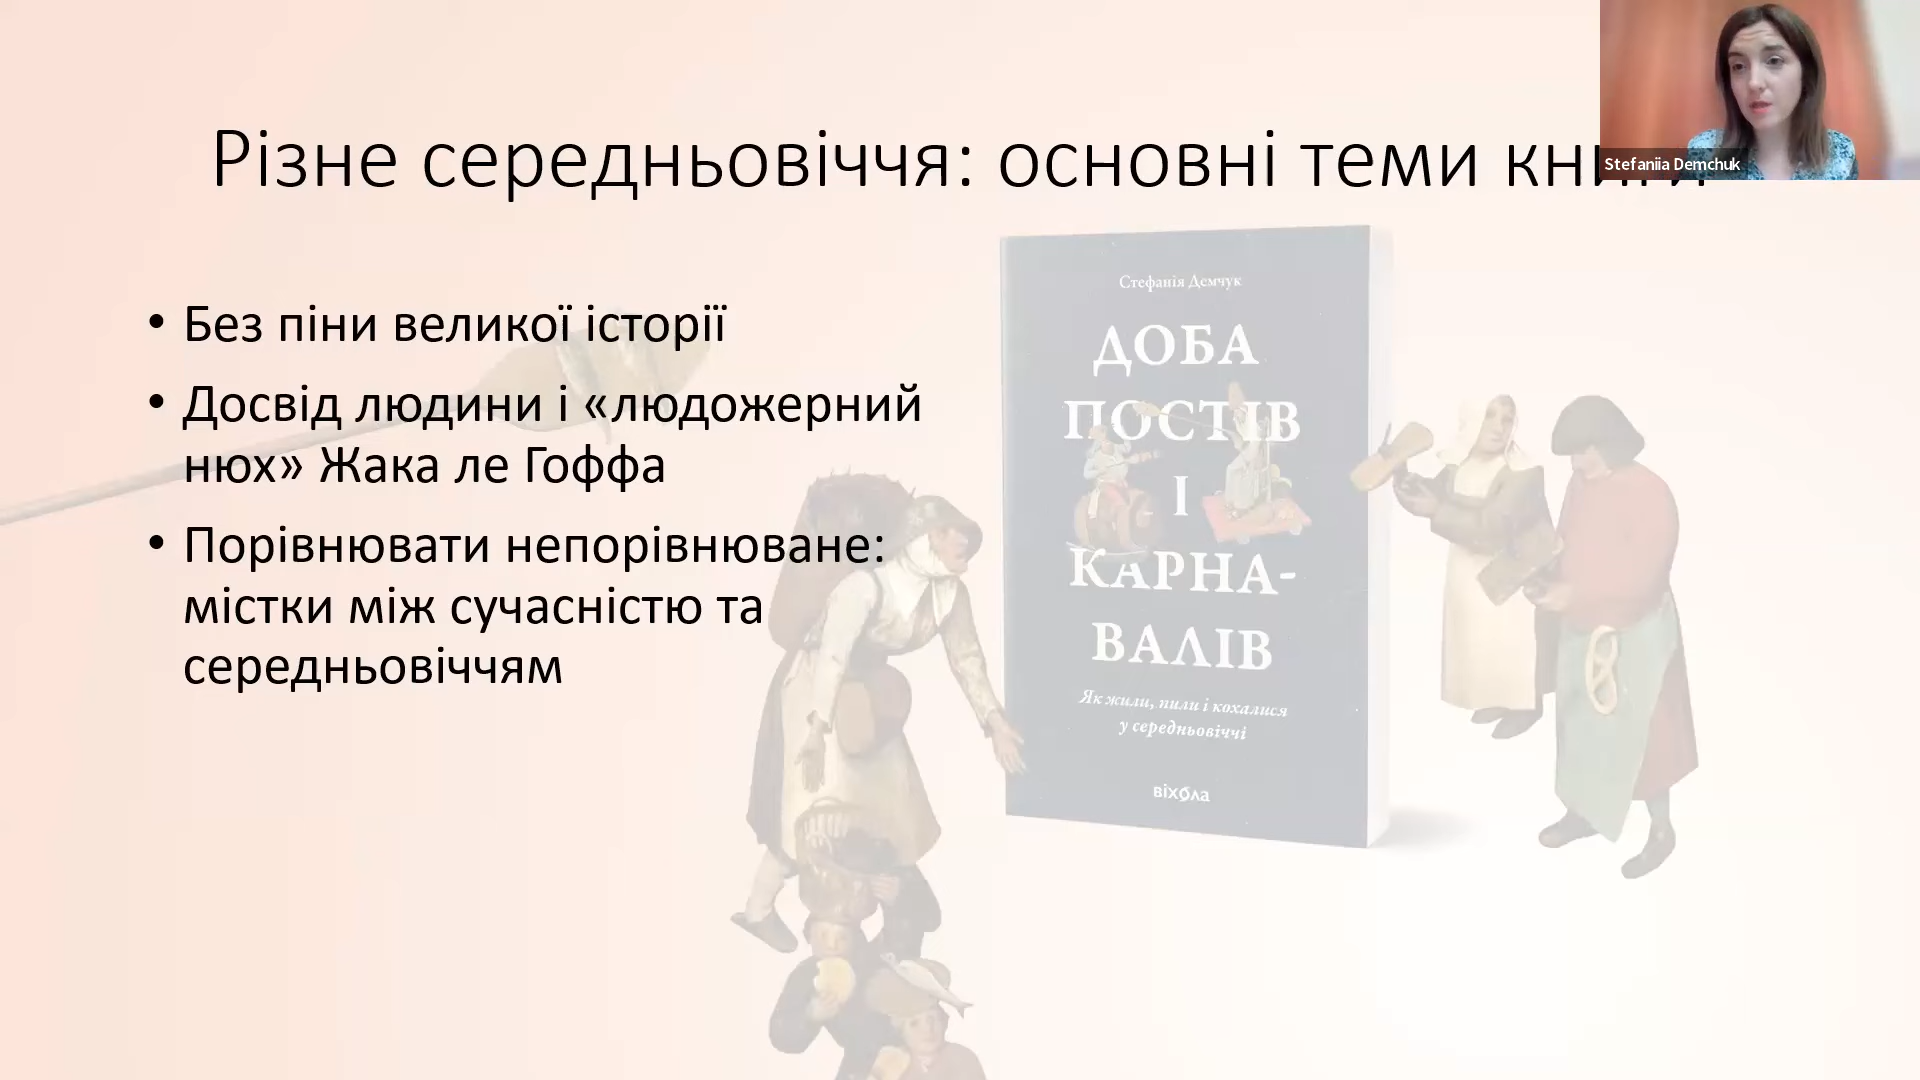 Різне середньовіччя: основні теми книги
Stefaniia Demchuk
• Без піни великої історії
• Досвід людини і «людожерний
нюх» Жака ле Гоффа
• Порівнювати непорівнюване:
містки між сучасністю та
середньовіччям
Стефанія Демчук
ДОБА
ПОСТІВ
І
КАРНА-
ВАЛІВ
Як жили, пили і кохалися
у середньовіччі
віхола